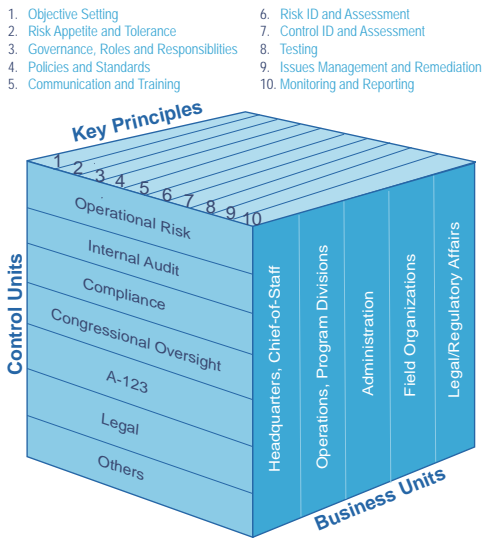 1. Objective Setting
2. Risk Appetite and Tolerance
3. Governance, Roles and Responsiblities
4. Policies and Standards
5. Communication and Training
6. Risk ID and Assessment
7. Control ID and Assessment
8. Testing
9. Issues Management and Remediation
10. Monitoring and Reporting
Key Principles
1 2 3 4 5 6 7 8 9 10
Control Units
Operational Risk
Internal Audit
Compliance
Congressional Oversight
A-123
Legal
Others
Headquarters, Chief-of-Staff
Operations, Program Divisions
Administration
Field Organizations
Legal/Regulatory Affairs
Business Units